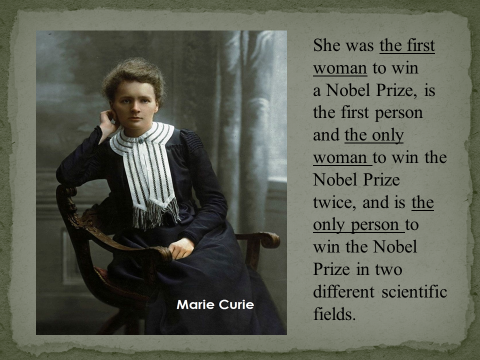 She was the first
woman to win
a Nobel Prize, is
the first person
and the only
woman to win the
Nobel Prize
twice, and is the
only person to
win the Nobel
Prize in two
different scientific
fields.
Marie Curie